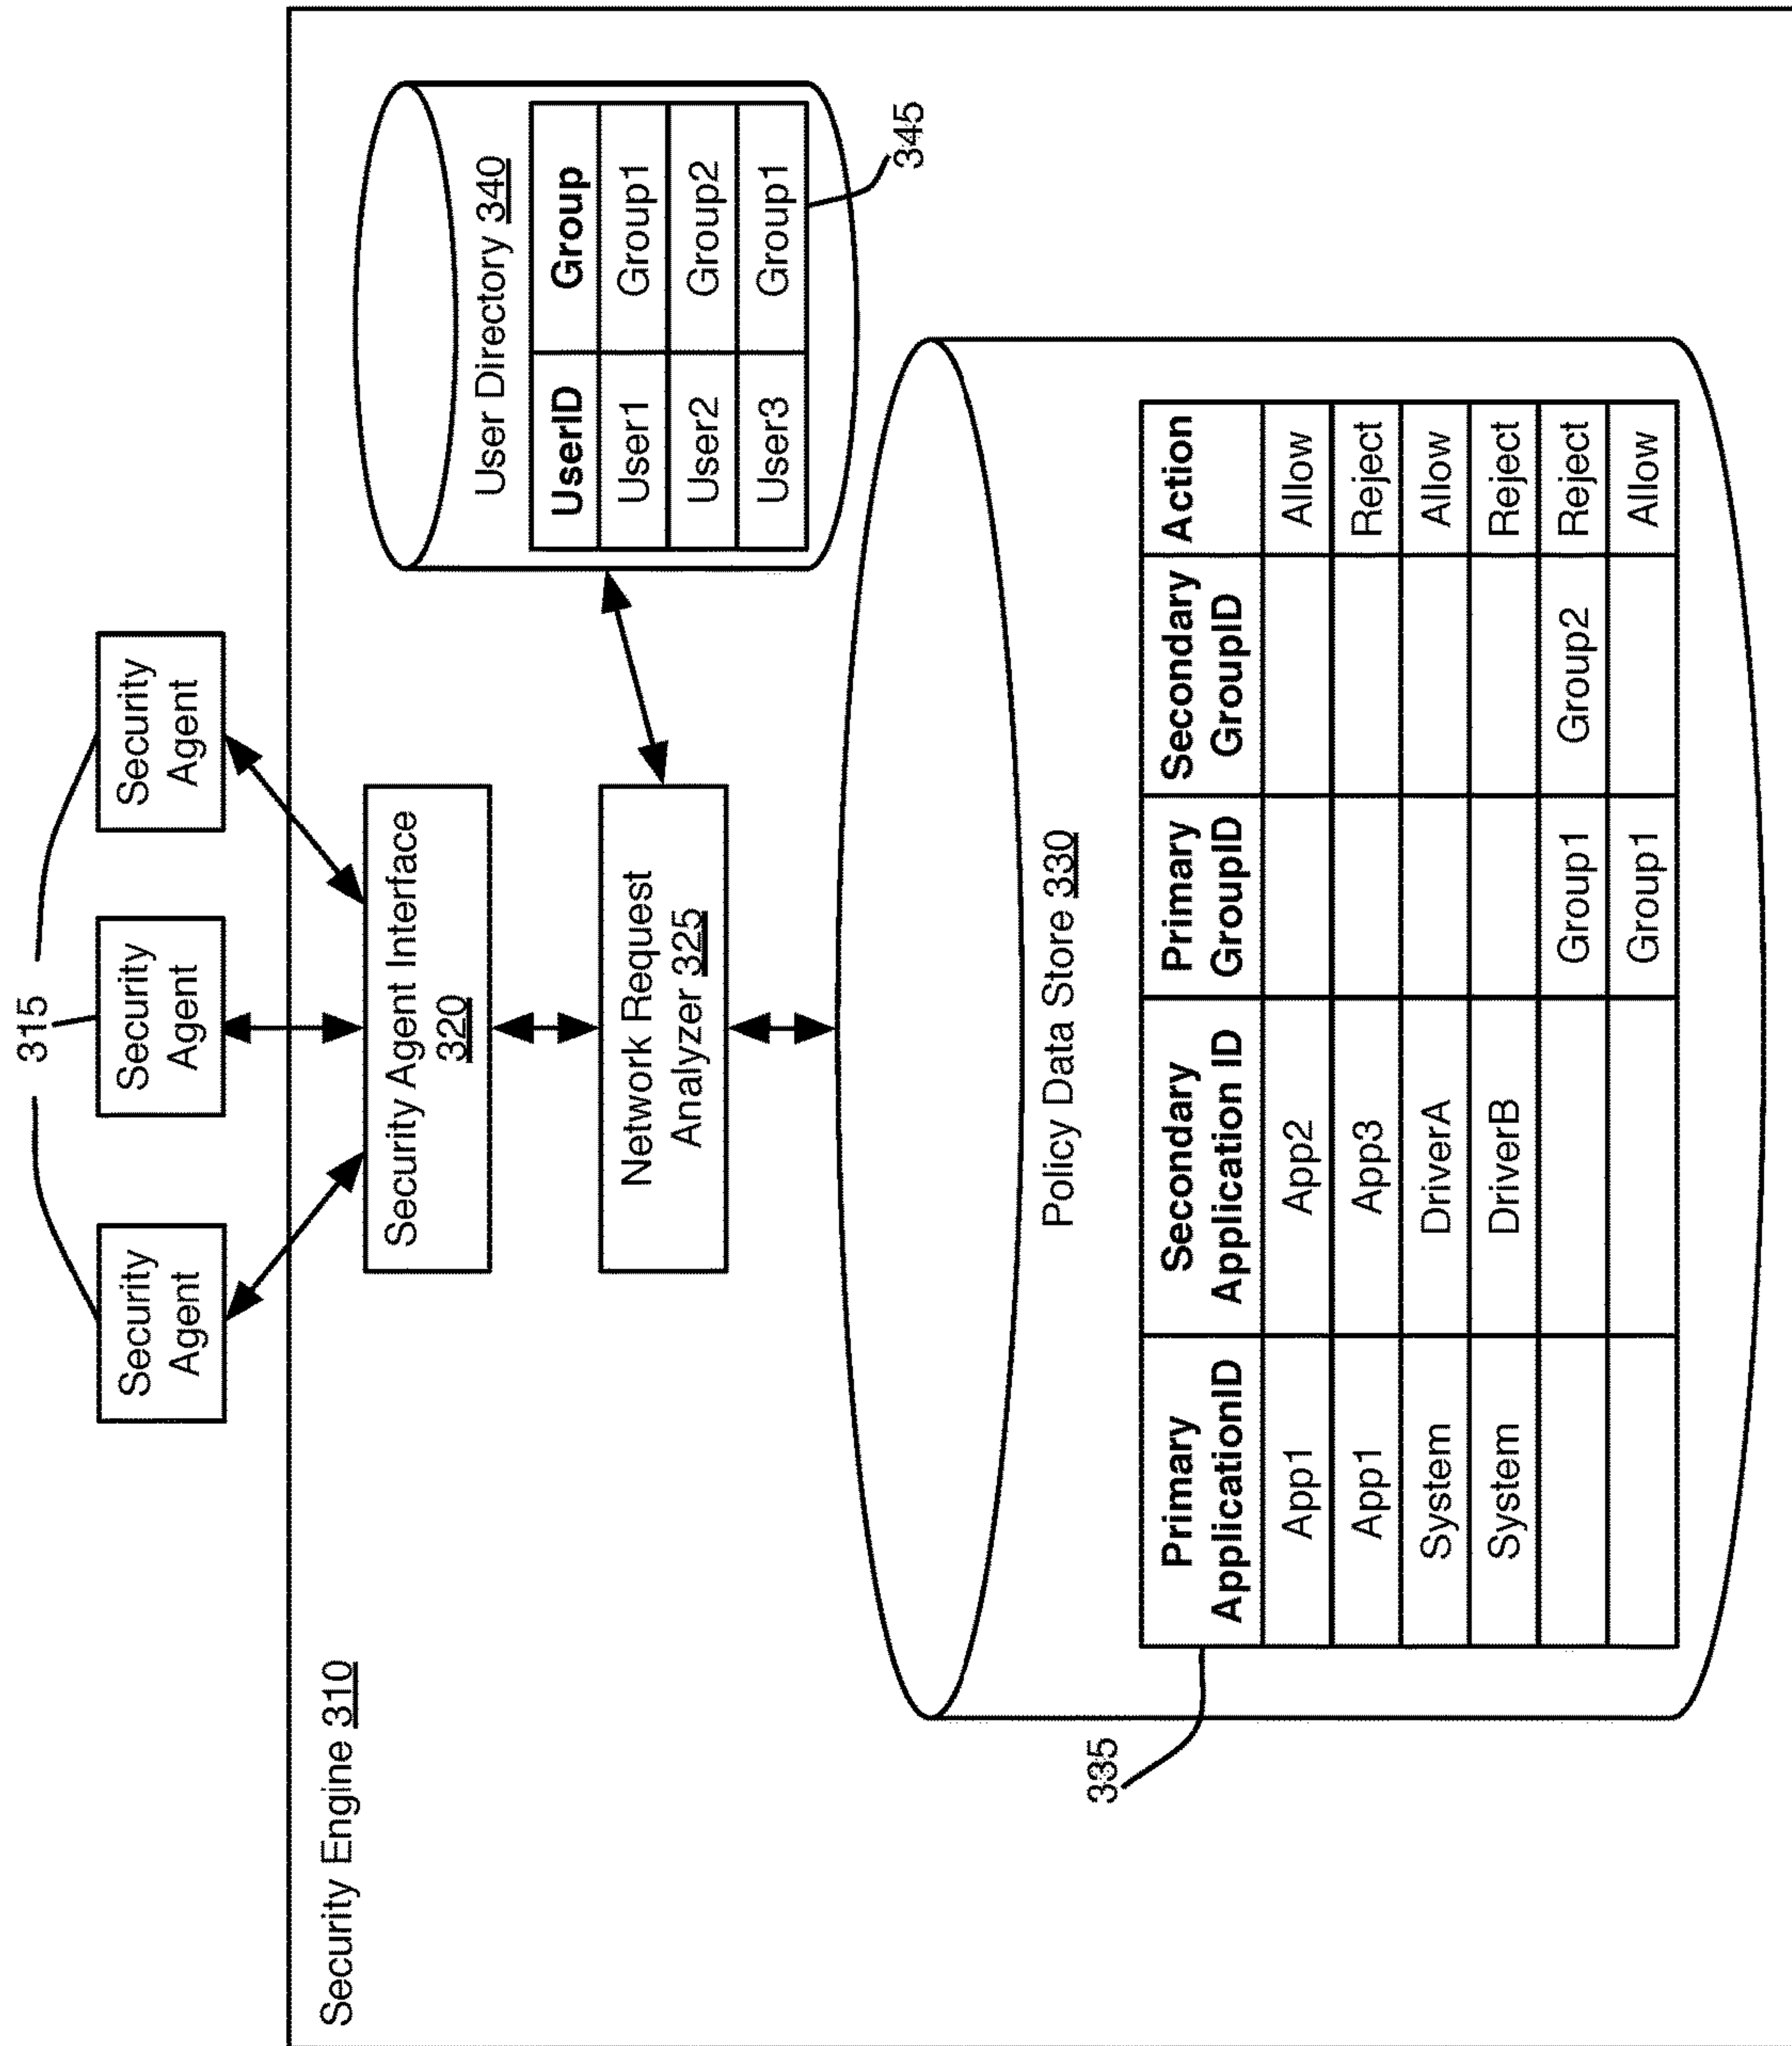 315
Security
Agent
Security
Agent
Security
Agent
Security Engine 310
Security Agent Interface
320
Network Request
Analyzer 325
User Directory 340
UserID Group
User1 Group1
User2 Group2
User3 Group1
345
Policy Data Store 330
335
Primary ApplicationID Secondary Application ID Primary GroupID Secondary GroupID Action
App1 App2 Allow
App1 App3 Reject
System DriverA Allow
System DriverB Reject
Group1 Group2 Reject
Group1 Allow